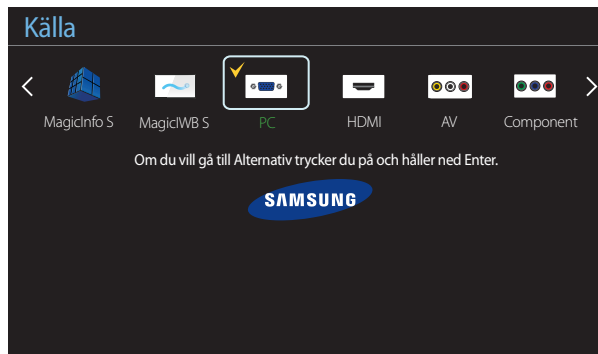 Källa
MagicInfo S MagicIWB S PC HDMI AV Component
Om du vill gå till Alternativ trycker du på och håller ned Enter.
SAMSUNG